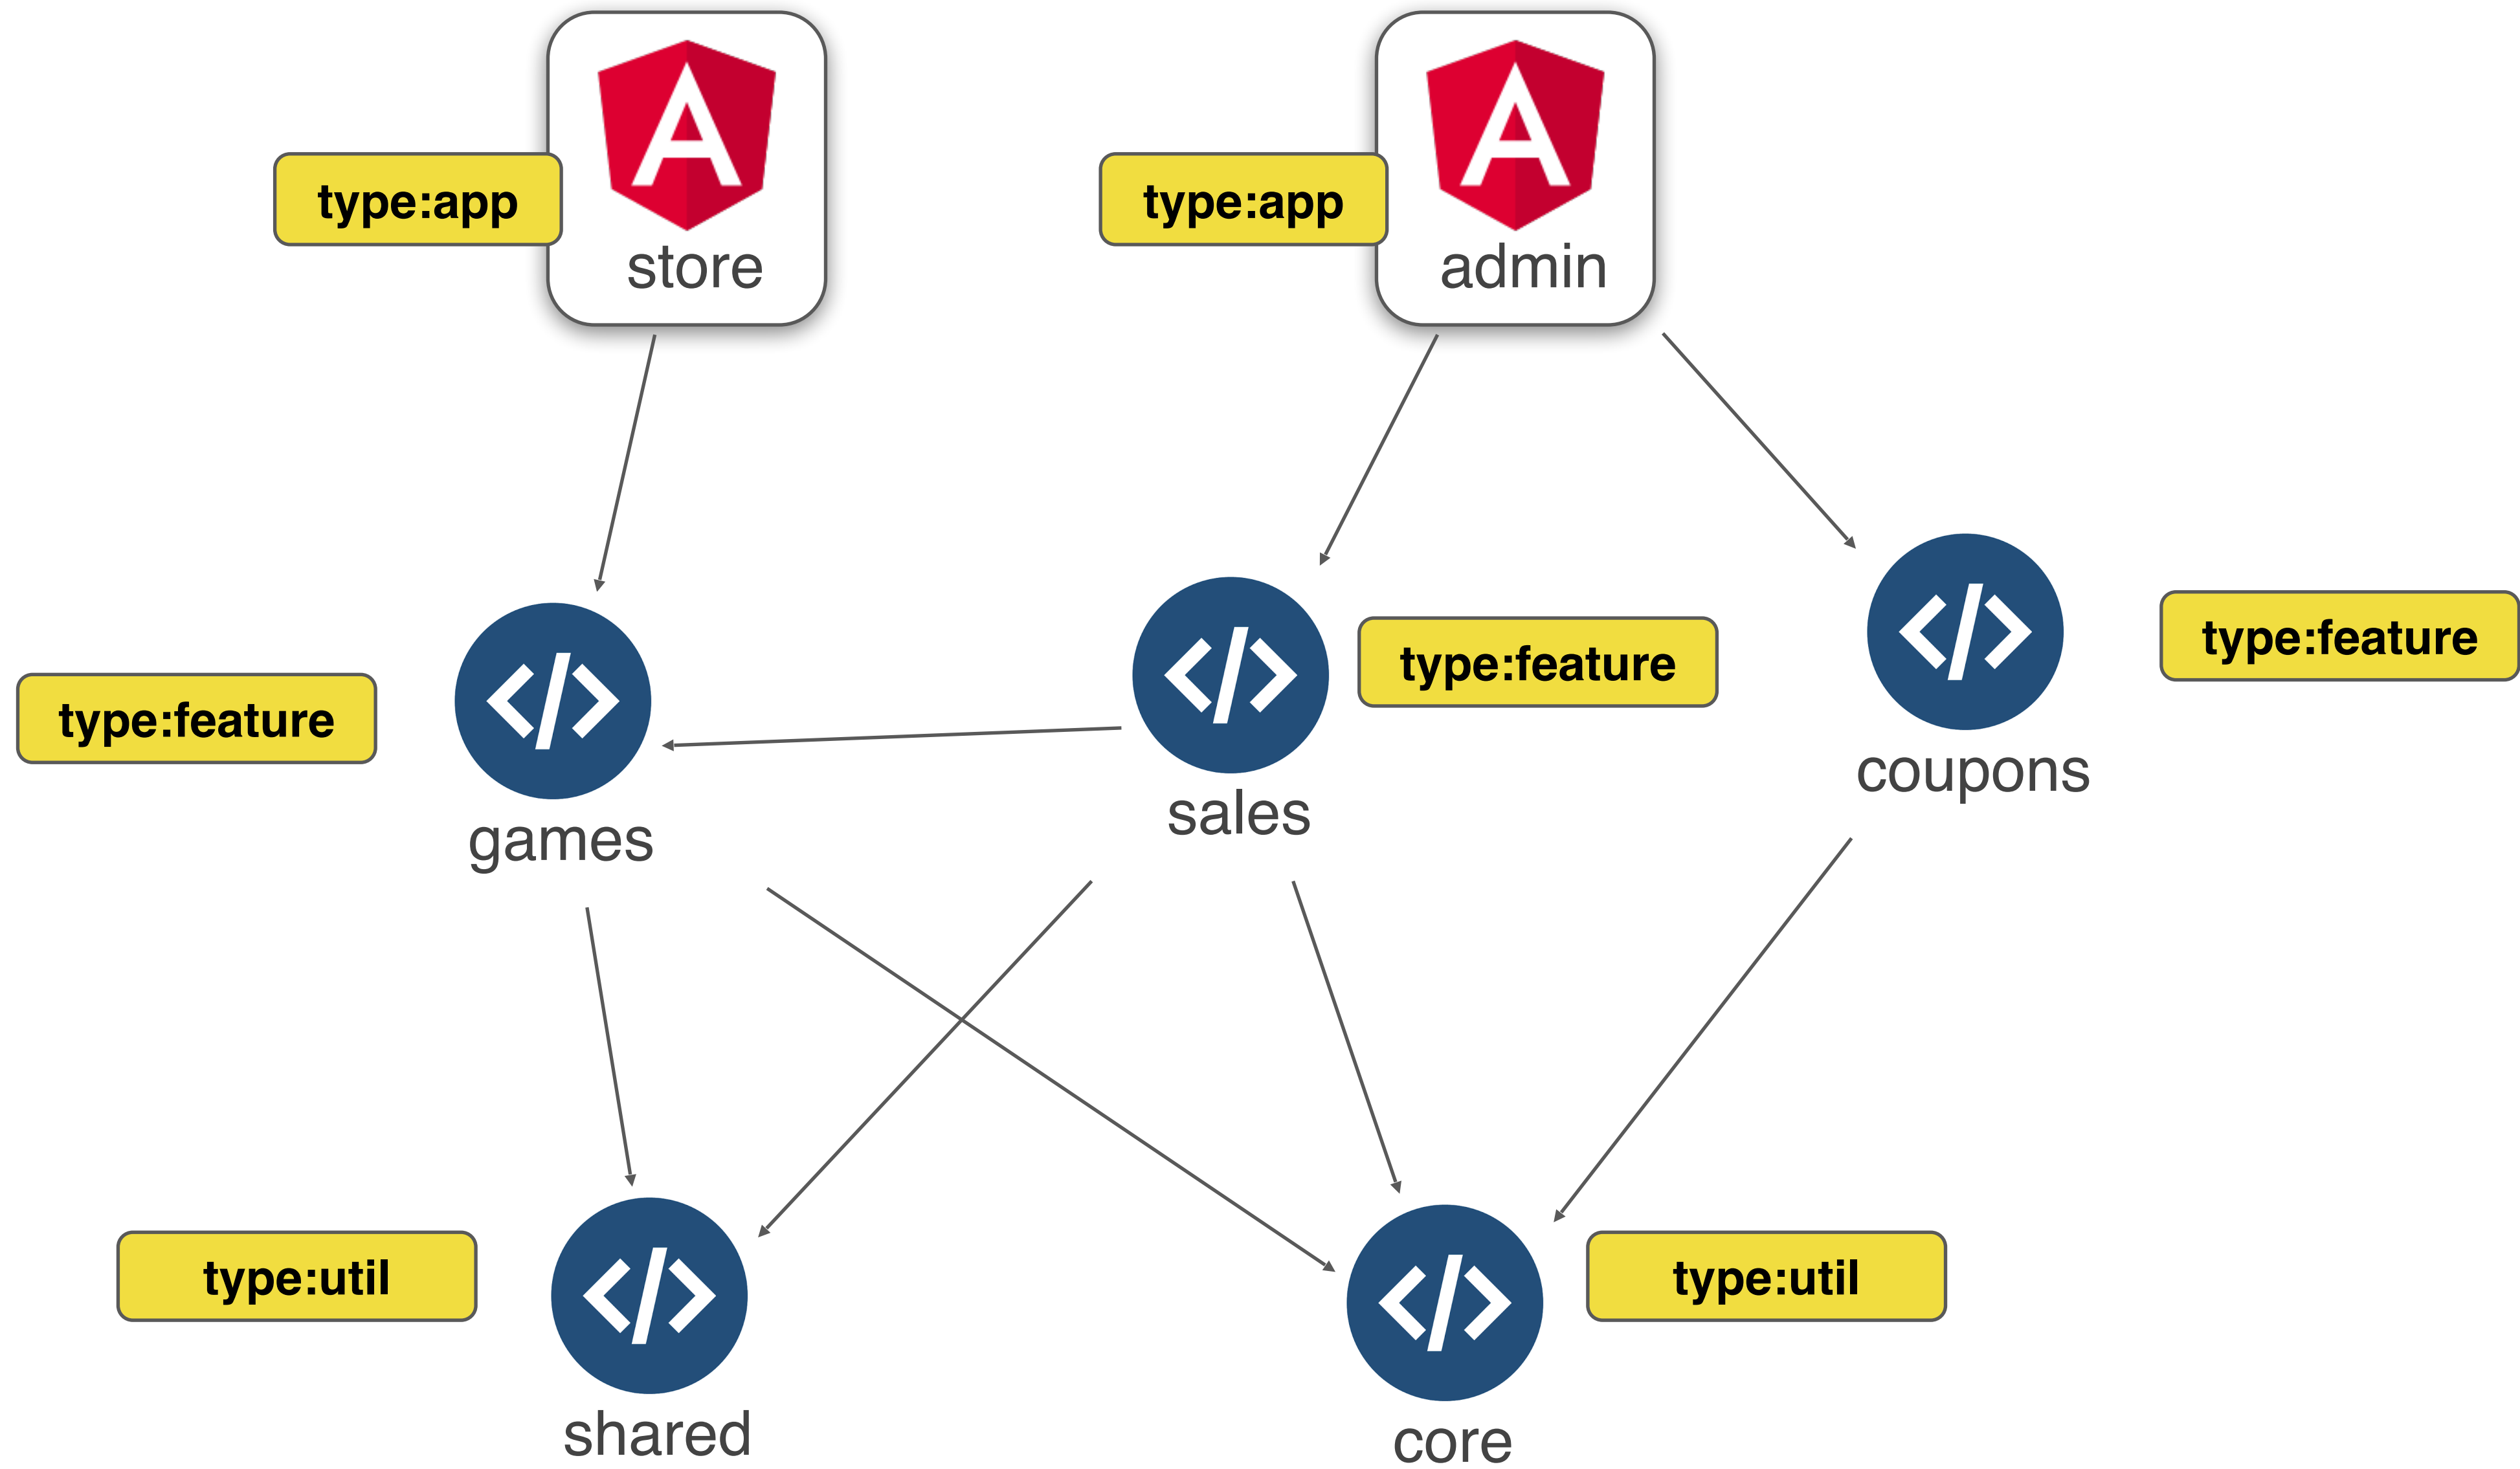 type:app
store
type:app
admin
type:feature
games
sales
type:feature
coupons
type:feature
type:util
shared
core
type:util